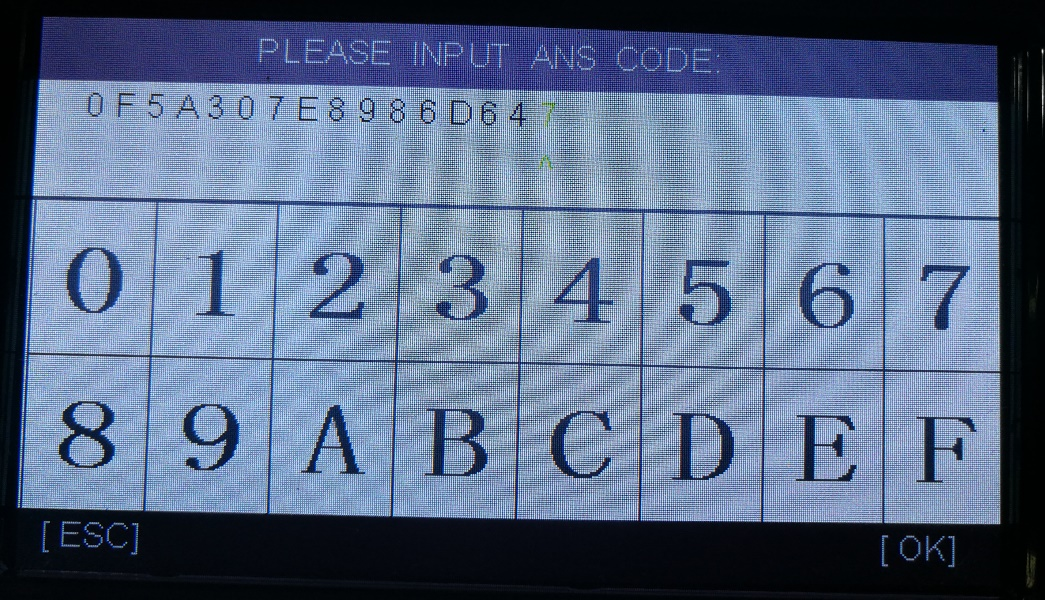 PLEASE INPUT ANS CODE:
0F5A307E8986D647
^
0 1 2 3 4 5 6 7
8 9 A B C D E F
[ESC] [OK]